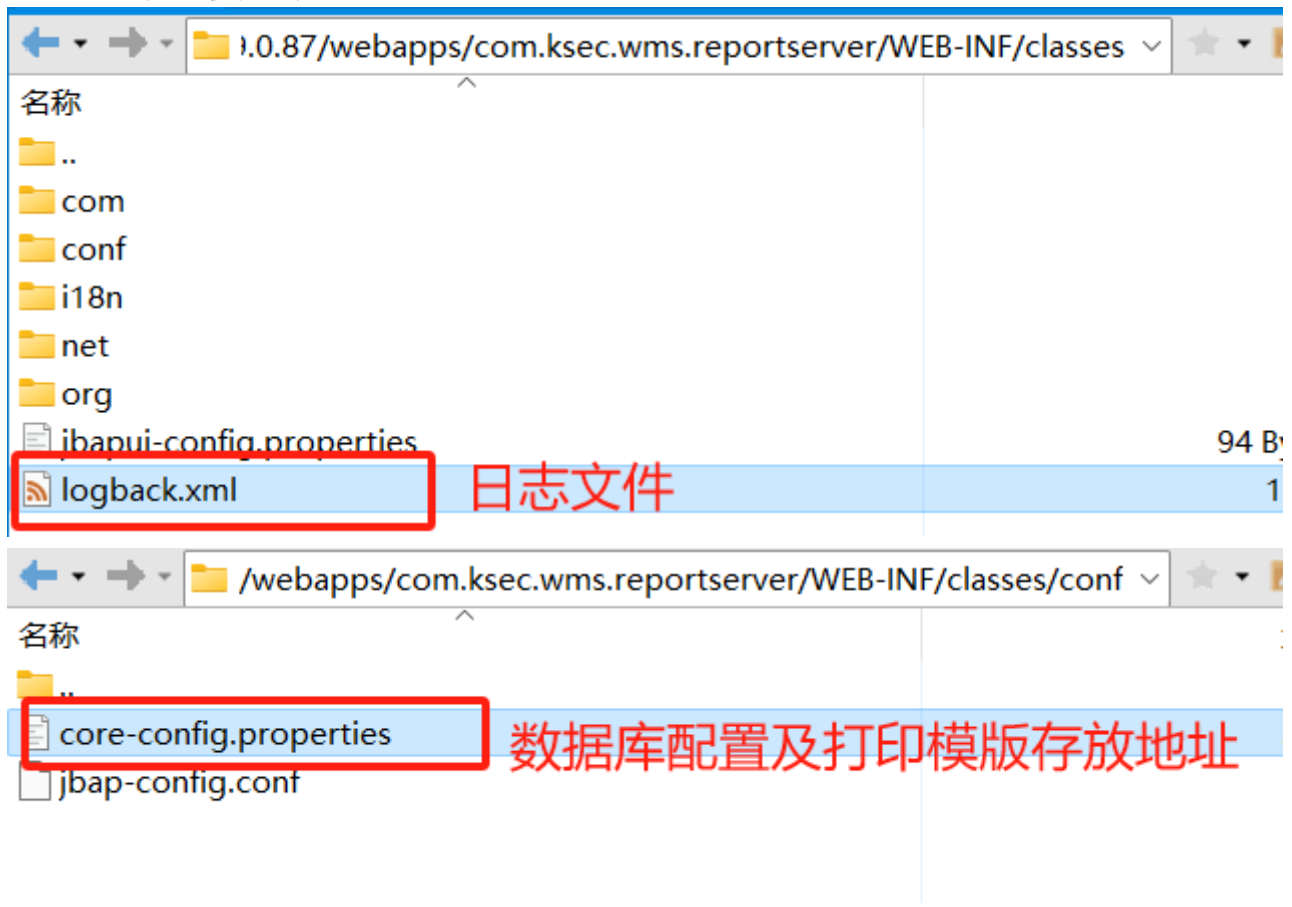 .0.87/webapps/com.ksec.wms.reportserver/WEB-INF/classes
名称
..
com
conf
i18n
net
org
jbapui-config.properties 94 By
logback.xml 日志文件 1
/webapps/com.ksec.wms.reportserver/WEB-INF/classes/conf
名称
..
core-config.properties 数据库配置及打印模版存放地址
jbap-config.conf